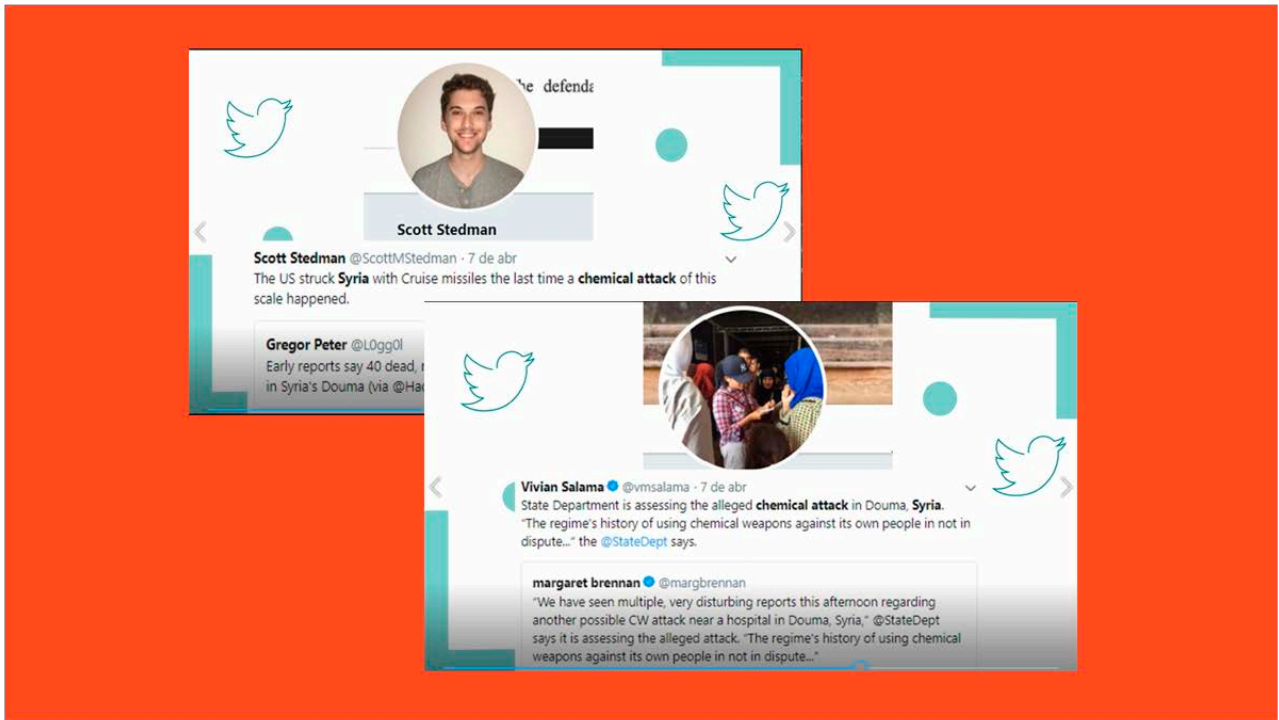 he defenda
Scott Stedman
Scott Stedman @ScottMStedman · 7 de abr
The US struck Syria with Cruise missiles the last time a chemical attack of this
scale happened.
Gregor Peter @L0gg0l
Early reports say 40 dead,
in Syria's Douma (via @Had
Vivian Salama @vmsalama · 7 de abr
State Department is assessing the alleged chemical attack in Douma, Syria.
"The regime's history of using chemical weapons against its own people in not in
dispute..." the @StateDept says.
margaret brennan @margbrennan
"We have seen multiple, very disturbing reports this afternoon regarding
another possible CW attack near a hospital in Douma, Syria," @StateDept
says it is assessing the alleged attack. "The regime's history of using chemical
weapons against its own people in not in dispute..."